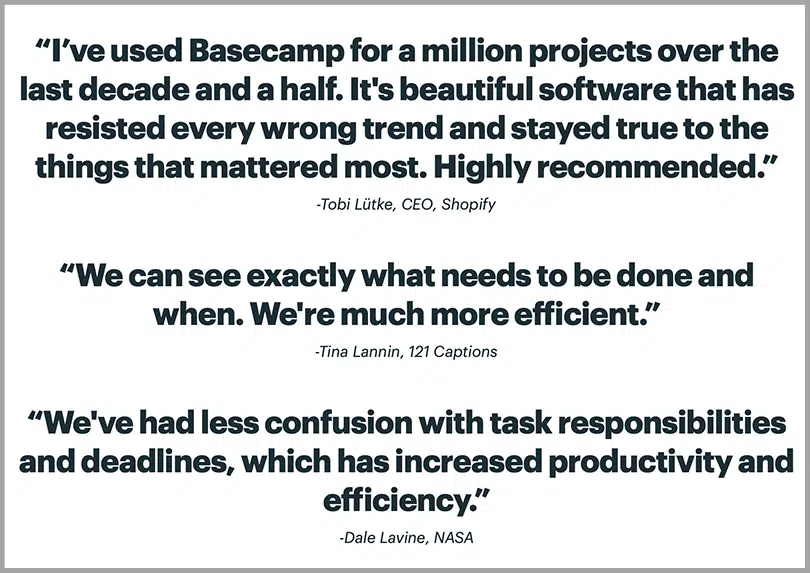 “I’ve used Basecamp for a million projects over the
last decade and a half. It's beautiful software that has
resisted every wrong trend and stayed true to the
things that mattered most. Highly recommended.”
-Tobi Lütke, CEO, Shopify
“We can see exactly what needs to be done and
when. We're much more efficient.”
-Tina Lannin, 121 Captions
“We've had less confusion with task responsibilities
and deadlines, which has increased productivity and
efficiency.”
-Dale Lavine, NASA